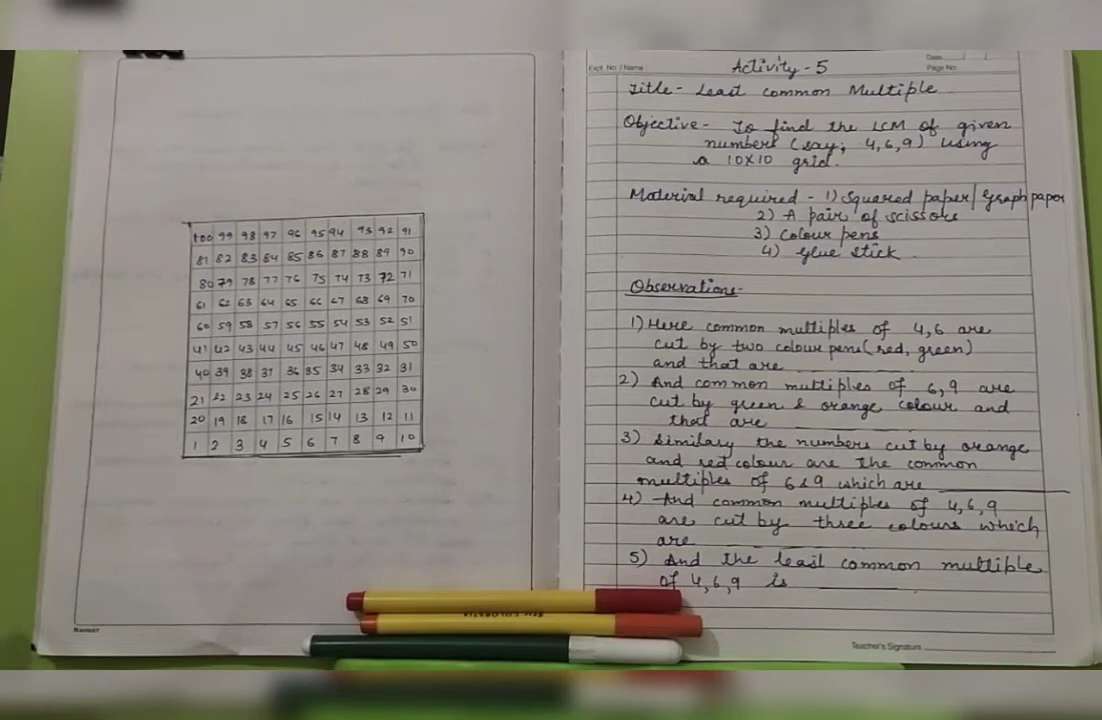 100 99 98 97 96 95 94 93 92 91
81 82 83 84 85 86 87 88 89 90
80 79 78 77 76 75 74 73 72 71
61 62 63 64 65 66 67 68 69 70
60 59 58 57 56 55 54 53 52 51
41 42 43 44 45 46 47 48 49 50
40 39 38 37 36 35 34 33 32 31
21 22 23 24 25 26 27 28 29 30
20 19 18 17 16 15 14 13 12 11
1 2 3 4 5 6 7 8 9 10
NAVNEET
Expt. No. / Name :
Activity - 5
Date / /
Page No.
Title - Least common Multiple
Objective - To find the LCM of given
numbers (say, 4,6,9) using
a 10X10 grid.
Material required - 1) Squared paper/Graph paper
2) A pair of scissors
3) Colour pens
4) Glue stick.
Observations -
1) Here common multiples of 4,6 are
cut by two colour pens (red, green)
and that are
2) And common multiples of 6,9 are
cut by green & orange colour and
that are
3) Similary the numbers cut by orange
and red colour are the common
multiples of 6 & 9 which are
4) And common multiples of 4,6,9
are cut by three colours which
are
5) And the least common multiple
of 4,6,9 is
Teacher's Signature